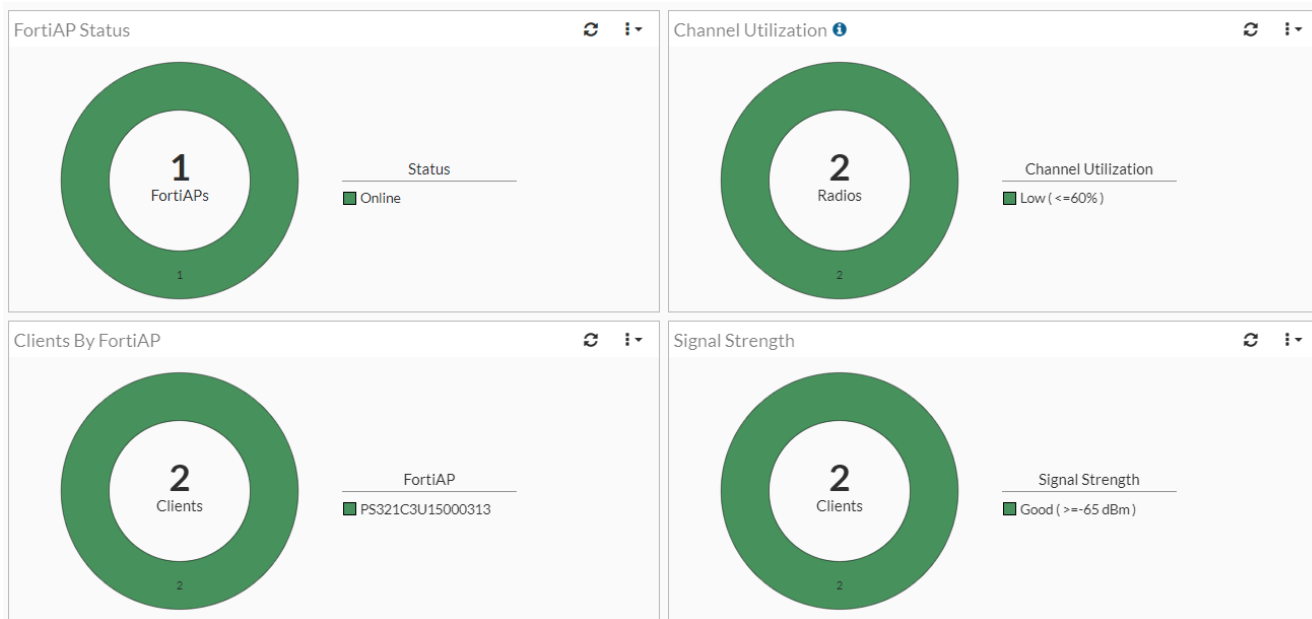 FortiAP Status
1
FortiAPs
1
Status
Online
Channel Utilization
2
Radios
2
Channel Utilization
Low ( <=60% )
Clients By FortiAP
2
Clients
2
FortiAP
PS321C3U15000313
Signal Strength
2
Clients
2
Signal Strength
Good ( >=-65 dBm )